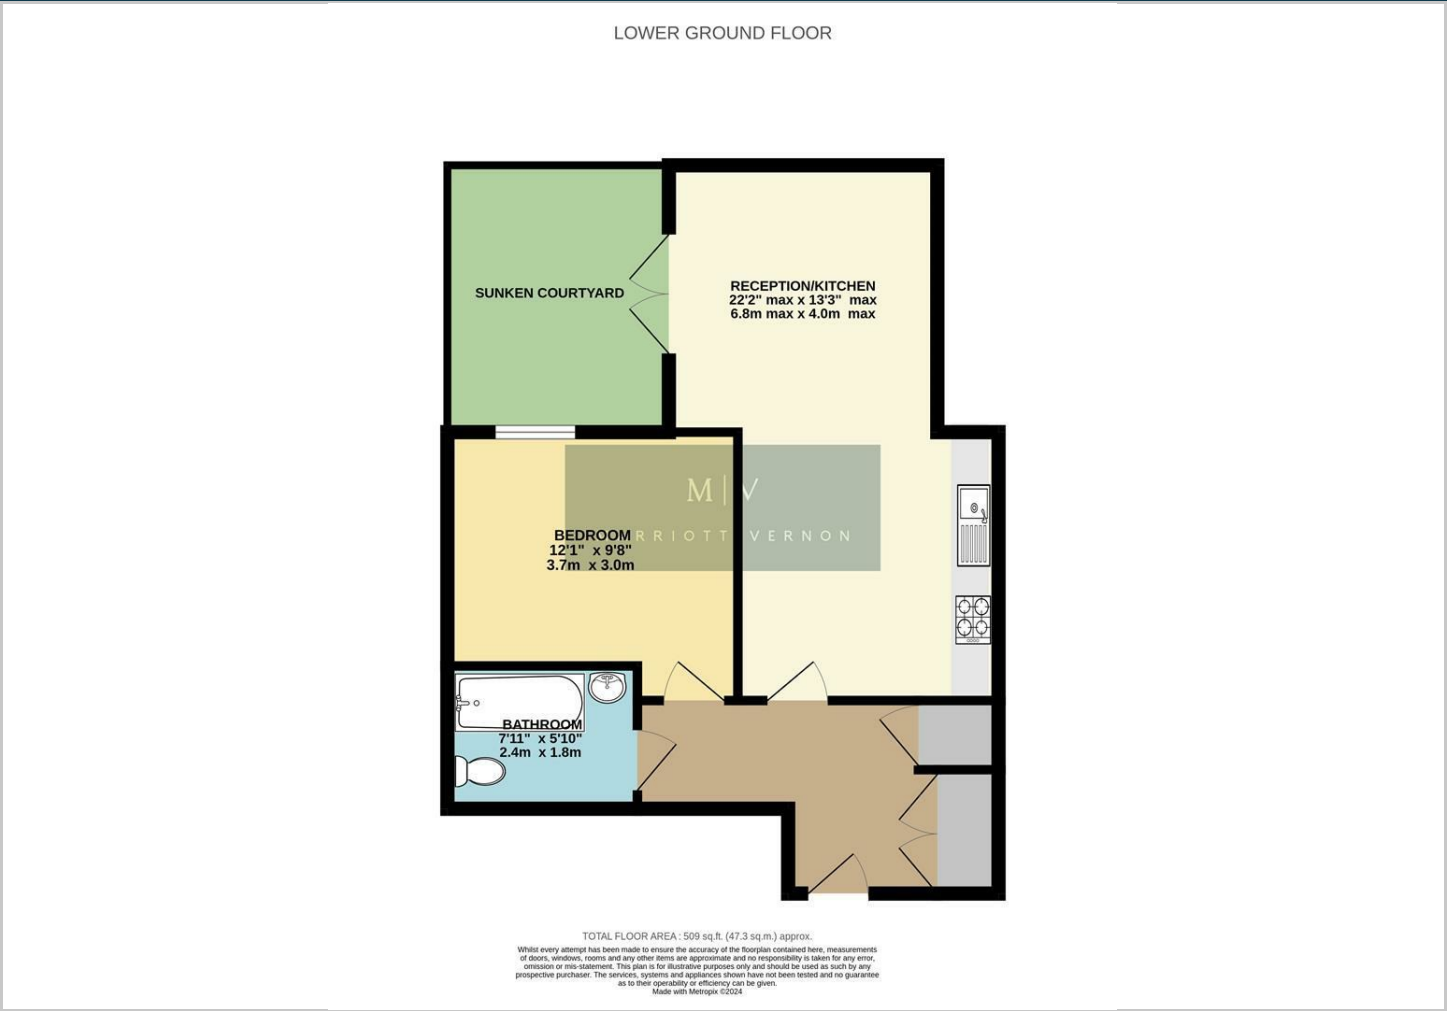 LOWER GROUND FLOOR
SUNKEN COURTYARD
RECEPTION/KITCHEN
22'2" max x 13'3" max
6.8m max x 4.0m max
M|V
RRIOTT VERNON
BEDROOM
12'1" x 9'8"
3.7m x 3.0m
BATHROOM
7'11" x 5'10"
2.4m x 1.8m
TOTAL FLOOR AREA : 509 sq.ft. (47.3 sq.m.) approx.
Whilst every attempt has been made to ensure the accuracy of the floorplan contained here, measurements
of doors, windows, rooms and any other items are approximate and no responsibility is taken for any error,
omission or mis-statement. This plan is for illustrative purposes only and should be used as such by any
prospective purchaser. The services, systems and appliances shown have not been tested and no guarantee
as to their operability or efficiency can be given.
Made with Metropix ©2024